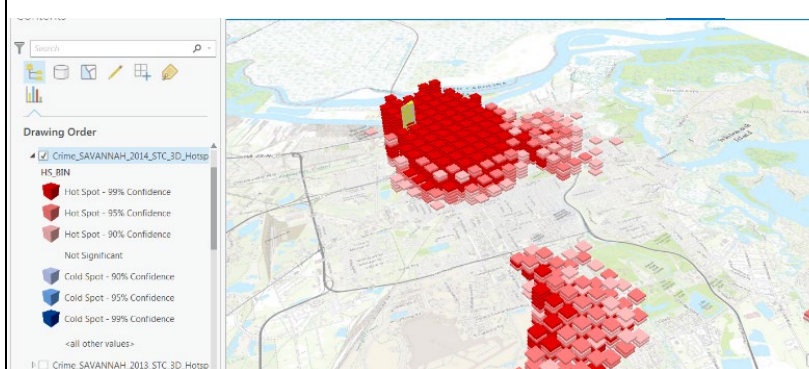 Contents
Search
Drawing Order
Crime_SAVANNAH_2014_STC_3D_Hotsp
HS_BIN
Hot Spot - 99% Confidence
Hot Spot - 95% Confidence
Hot Spot - 90% Confidence
Not Significant
Cold Spot - 90% Confidence
Cold Spot - 95% Confidence
Cold Spot - 99% Confidence
<all other values>
Crime_SAVANNAH_2013_STC_3D_Hotsp